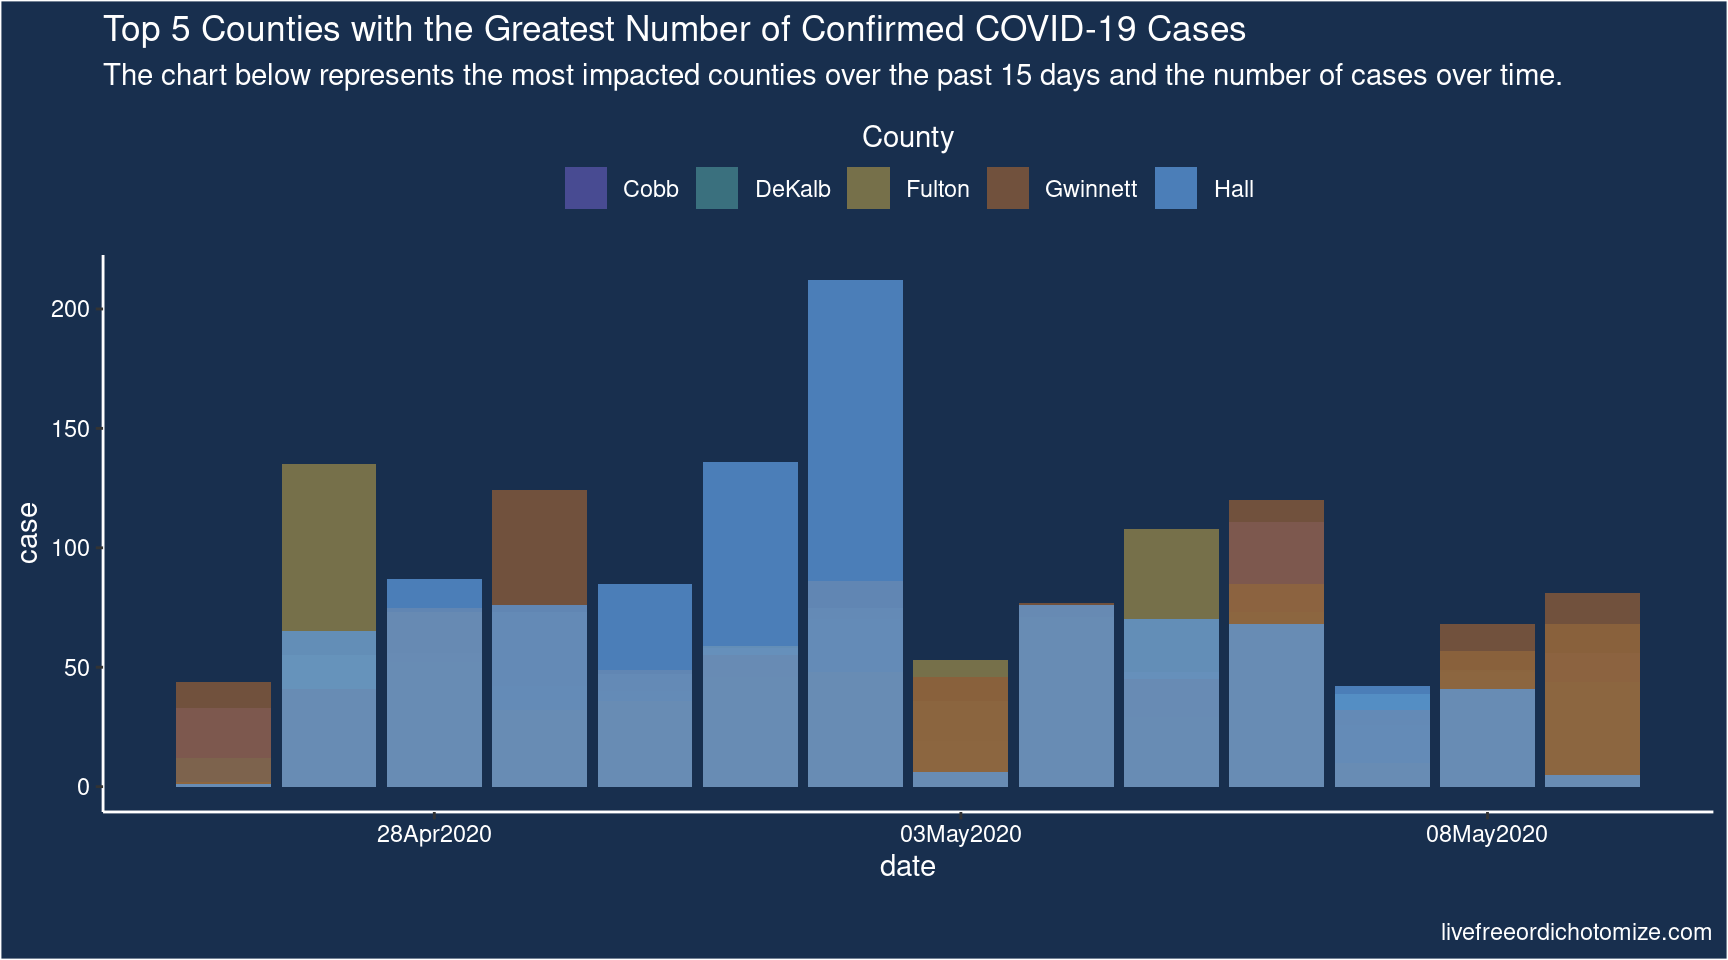 Top 5 Counties with the Greatest Number of Confirmed COVID-19 Cases
The chart below represents the most impacted counties over the past 15 days and the number of cases over time.
County
Cobb DeKalb Fulton Gwinnett Hall
200
150
100
50
0
case
28Apr2020 03May2020 08May2020
date
livefreeordichotomize.com